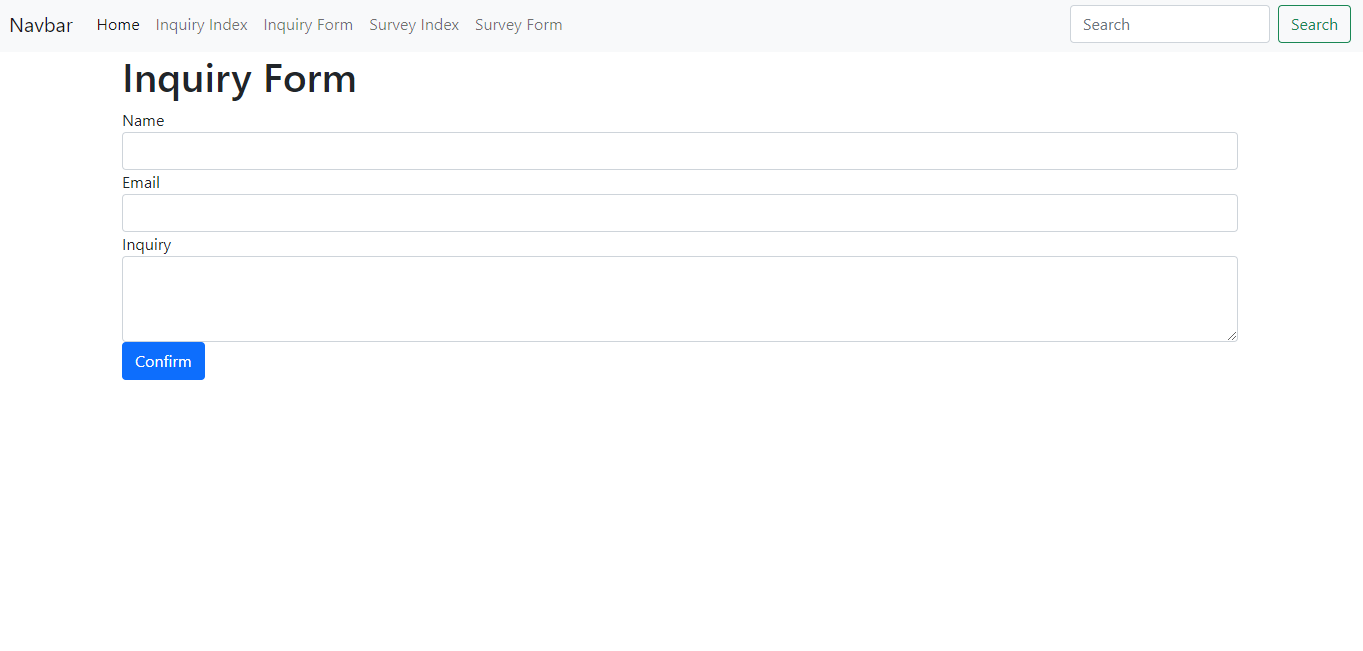 Navbar Home Inquiry Index Inquiry Form Survey Index Survey Form Search Search
Inquiry Form
Name
Email
Inquiry
Confirm